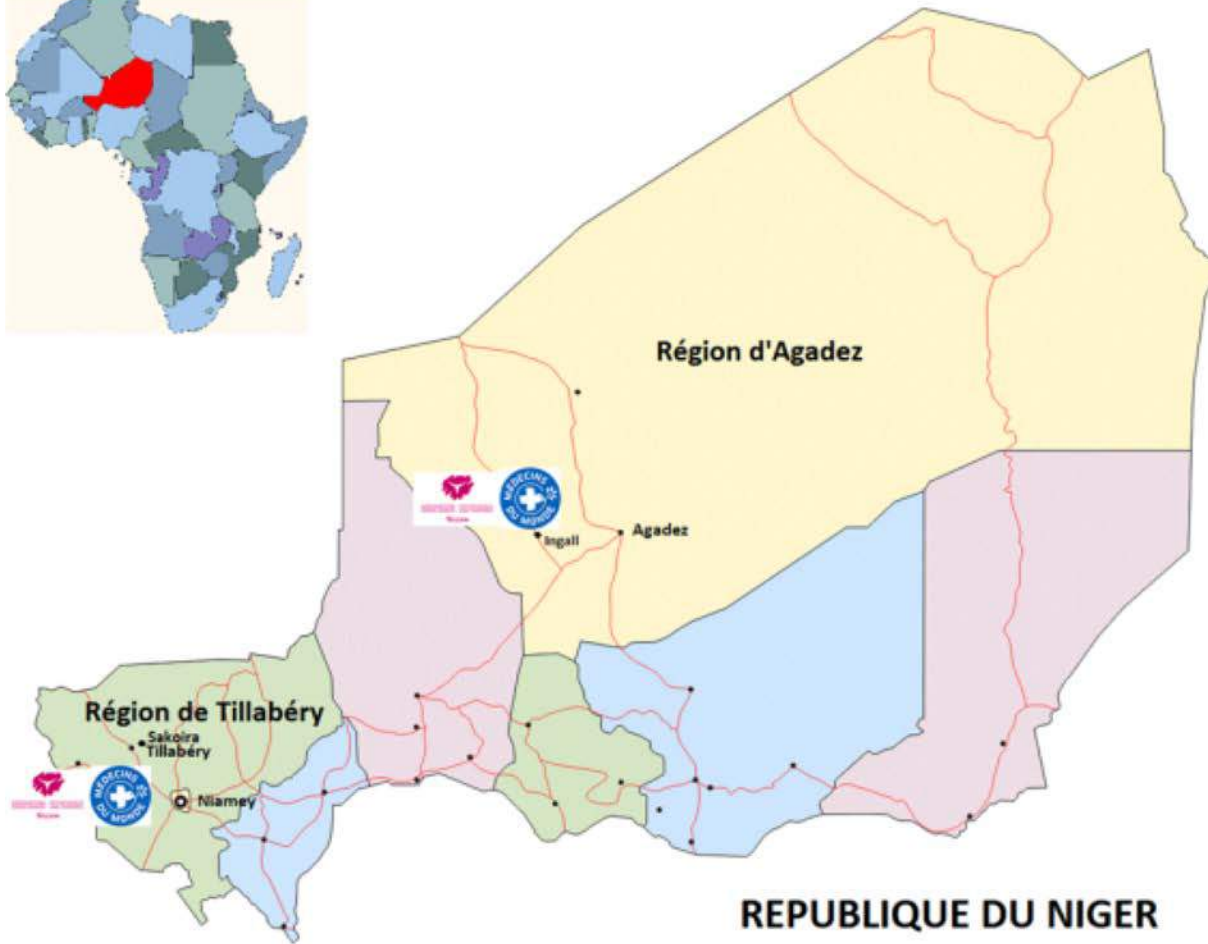 Région d'Agadez
MEDECINS
DU MONDE
Ingall
Agadez
Région de Tillabéry
Sakoira
Tillabéry
MEDECINS
DU MONDE
Niamey
REPUBLIQUE DU NIGER